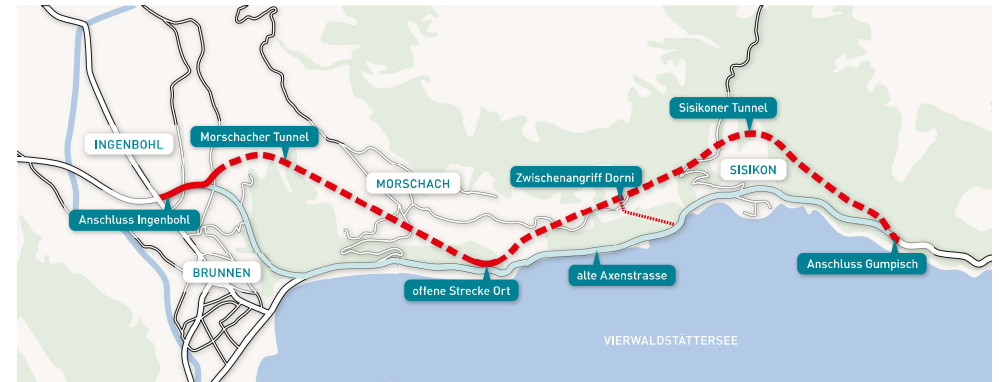 Sisikoner Tunnel
Morschacher Tunnel
INGENBOHL
SISIKON
Zwischenangriff Dorni
MORSCHACH
Anschluss Ingenbohl
Anschluss Gumpisch
BRUNNEN
alte Axenstrasse
offene Strecke Ort
VIERWALDSTÄTTERSEE